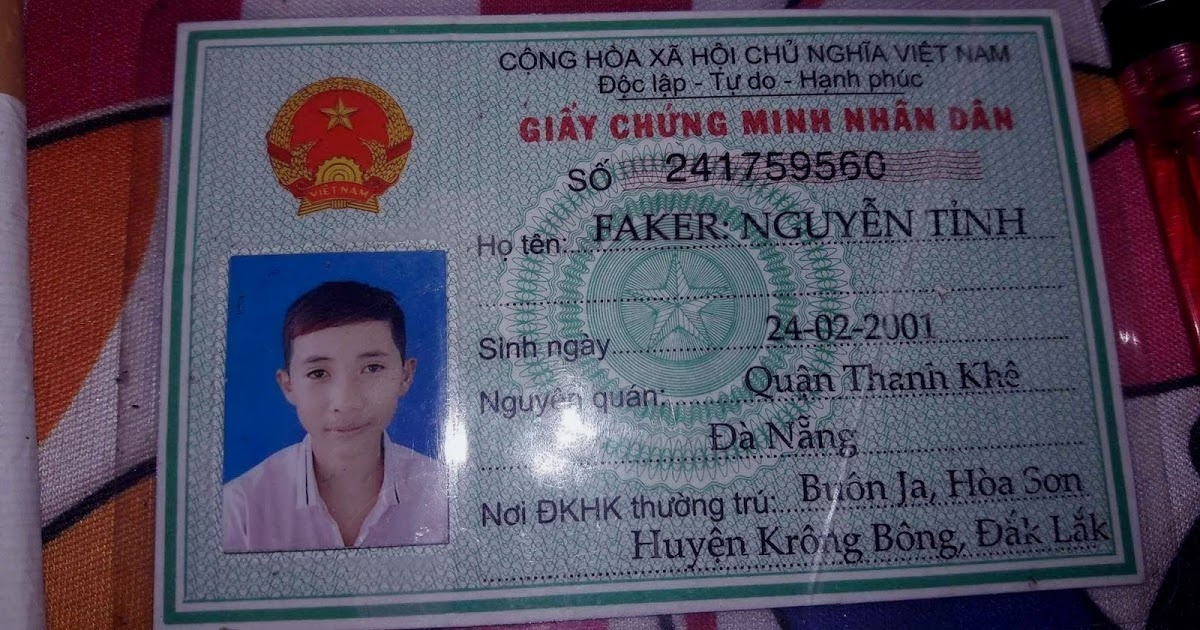 CỘNG HÒA XÃ HỘI CHỦ NGHĨA VIỆT NAM
Độc lập - Tự do - Hạnh phúc
GIẤY CHỨNG MINH NHÂN DÂN
SỐ 241759560
VIỆT NAM
Họ tên: FAKER: NGUYỄN TỈNH
Sinh ngày 24-02-2001
Nguyên quán: Quận Thanh Khê
Đà Nẵng
Nơi ĐKHK thường trú: Buôn Ja, Hòa Sơn
Huyện Krông Bông, Đắk Lắk